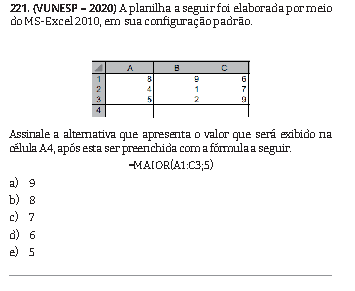 221. (VUNESP – 2020) A planilha a seguir foi elaborada por meio
do MS-Excel 2010, em sua configuração padrão.
A B C
1 8 9 6
2 4 1 7
3 5 2 9
4
Assinale a alternativa que apresenta o valor que será exibido na
célula A4, após esta ser preenchida com a fórmula a seguir.
=MAIOR(A1:C3;5)
a) 9
b) 8
c) 7
d) 6
e) 5